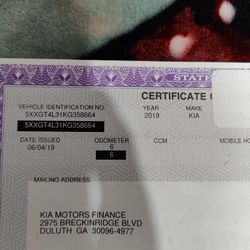 STATE
CERTIFICATE O
VEHICLE IDENTIFICATION NO. YEAR MAKE
5XXGT4L31KG358664 2019 KIA
5XXGT4L31KG358664
DATE ISSUED ODOMETER CCM MOBILE HO
06/04/19 6
6
MAILING ADDRESS
KIA MOTORS FINANCE
2975 BRECKINRIDGE BLVD
DULUTH GA 30096-4977